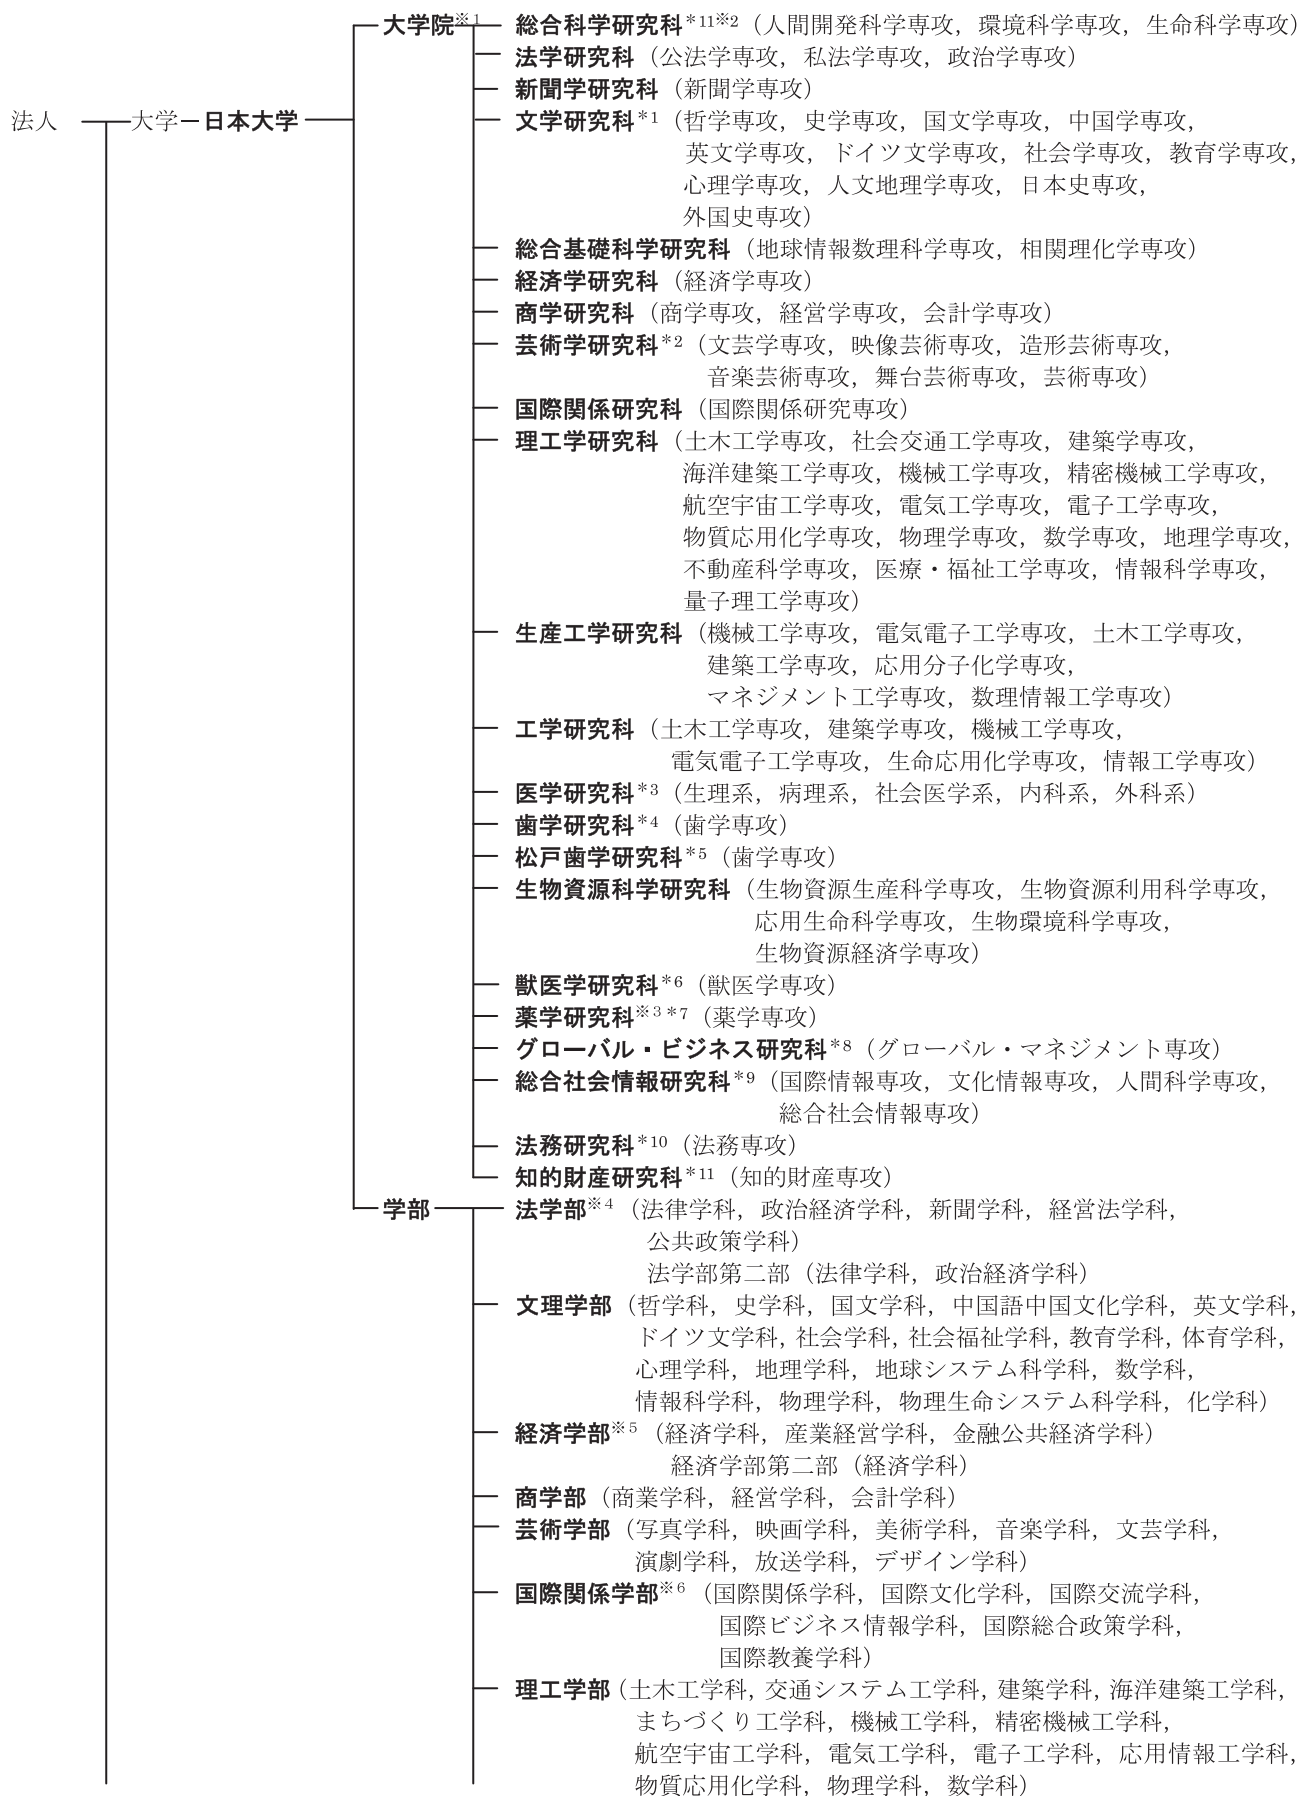 大学院※1 総合科学研究科*11※2（人間開発科学専攻，環境科学専攻，生命科学専攻）
法学研究科（公法学専攻，私法学専攻，政治学専攻）
新聞学研究科（新聞学専攻）
法人 大学 日本大学 文学研究科*1（哲学専攻，史学専攻，国文学専攻，中国学専攻，
英文学専攻，ドイツ文学専攻，社会学専攻，教育学専攻，
心理学専攻，人文地理学専攻，日本史専攻，
外国史専攻）
総合基礎科学研究科（地球情報数理科学専攻，相関理化学専攻）
経済学研究科（経済学専攻）
商学研究科（商学専攻，経営学専攻，会計学専攻）
芸術学研究科*2（文芸学専攻，映像芸術専攻，造形芸術専攻，
音楽芸術専攻，舞台芸術専攻，芸術専攻）
国際関係研究科（国際関係研究専攻）
理工学研究科（土木工学専攻，社会交通工学専攻，建築学専攻，
海洋建築工学専攻，機械工学専攻，精密機械工学専攻，
航空宇宙工学専攻，電気工学専攻，電子工学専攻，
物質応用化学専攻，物理学専攻，数学専攻，地理学専攻，
不動産科学専攻，医療・福祉工学専攻，情報科学専攻，
量子理工学専攻）
生産工学研究科（機械工学専攻，電気電子工学専攻，土木工学専攻，
建築工学専攻，応用分子化学専攻，
マネジメント工学専攻，数理情報工学専攻）
工学研究科（土木工学専攻，建築学専攻，機械工学専攻，
電気電子工学専攻，生命応用化学専攻，情報工学専攻）
医学研究科*3（生理系，病理系，社会医学系，内科系，外科系）
歯学研究科*4（歯学専攻）
松戸歯学研究科*5（歯学専攻）
生物資源科学研究科（生物資源生産科学専攻，生物資源利用科学専攻，
応用生命科学専攻，生物環境科学専攻，
生物資源経済学専攻）
獣医学研究科*6（獣医学専攻）
薬学研究科※3*7（薬学専攻）
グローバル・ビジネス研究科*8（グローバル・マネジメント専攻）
総合社会情報研究科*9（国際情報専攻，文化情報専攻，人間科学専攻，
総合社会情報専攻）
法務研究科*10（法務専攻）
知的財産研究科*11（知的財産専攻）
学部 法学部※4（法律学科，政治経済学科，新聞学科，経営法学科，
公共政策学科）
法学部第二部（法律学科，政治経済学科）
文理学部（哲学科，史学科，国文学科，中国語中国文化学科，英文学科，
ドイツ文学科，社会学科，社会福祉学科，教育学科，体育学科，
心理学科，地理学科，地球システム科学科，数学科，
情報科学科，物理学科，物理生命システム科学科，化学科）
経済学部※5（経済学科，産業経営学科，金融公共経済学科）
経済学部第二部（経済学科）
商学部（商業学科，経営学科，会計学科）
芸術学部（写真学科，映画学科，美術学科，音楽学科，文芸学科，
演劇学科，放送学科，デザイン学科）
国際関係学部※6（国際関係学科，国際文化学科，国際交流学科，
国際ビジネス情報学科，国際総合政策学科，
国際教養学科）
理工学部（土木工学科，交通システム工学科，建築学科，海洋建築工学科，
まちづくり工学科，機械工学科，精密機械工学科，
航空宇宙工学科，電気工学科，電子工学科，応用情報工学科，
物質応用化学科，物理学科，数学科）